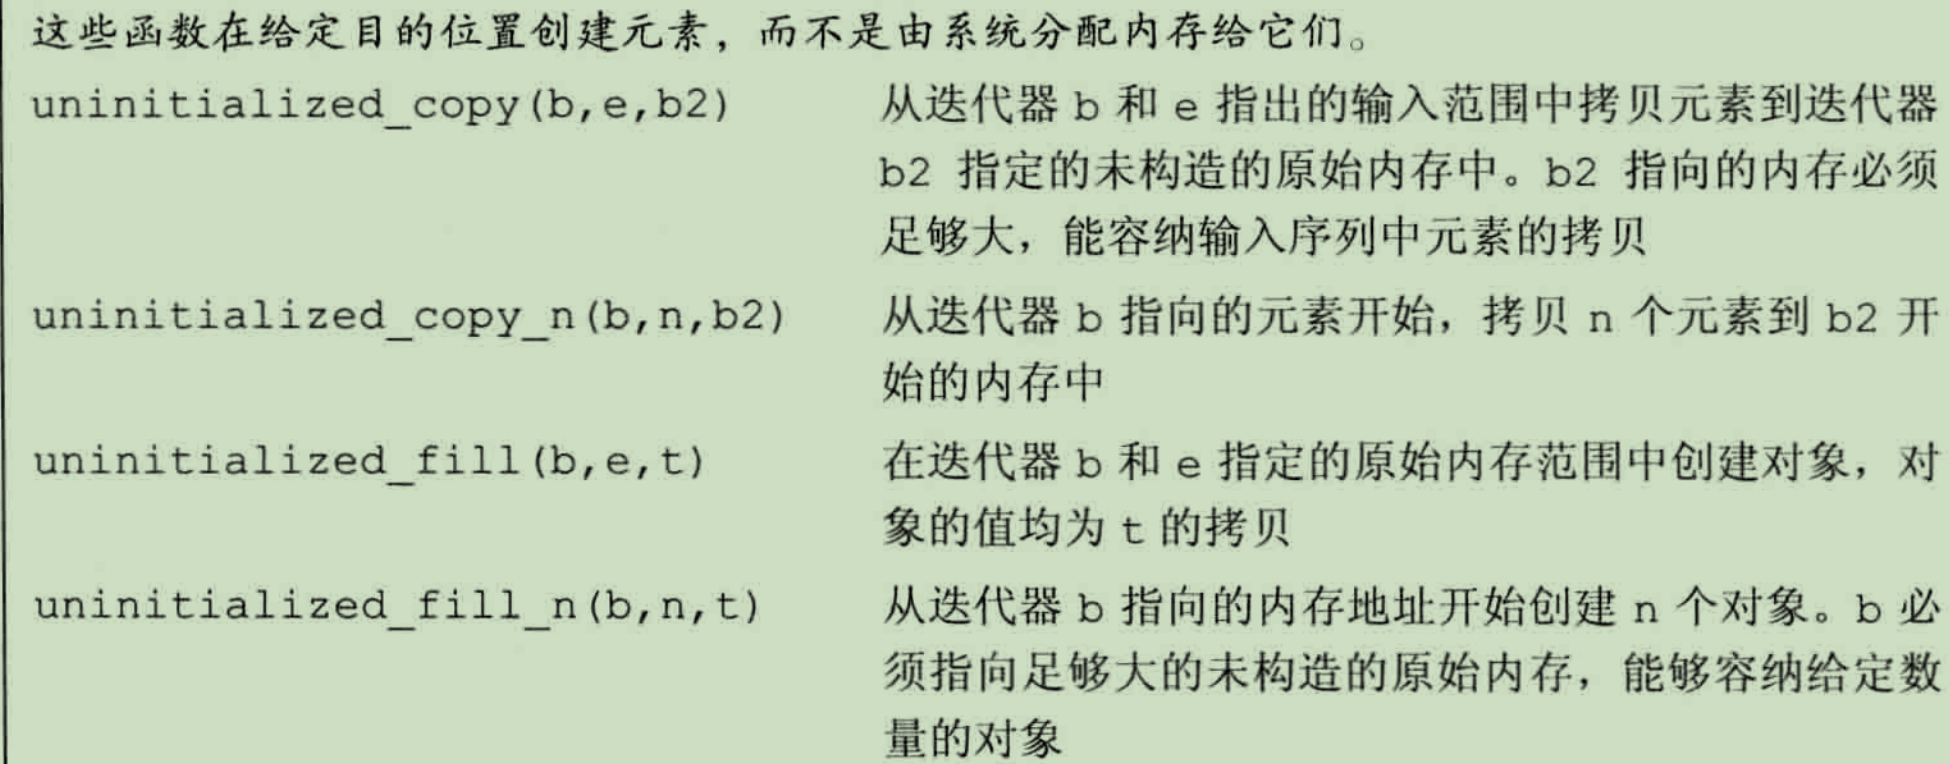 这些函数在给定目的位置创建元素，而不是由系统分配内存给它们。
uninitialized_copy(b,e,b2) 从迭代器 b 和 e 指出的输入范围中拷贝元素到迭代器
b2 指定的未构造的原始内存中。b2 指向的内存必须
足够大，能容纳输入序列中元素的拷贝
uninitialized_copy_n(b,n,b2) 从迭代器 b 指向的元素开始，拷贝 n 个元素到 b2 开
始的内存中
uninitialized_fill(b,e,t) 在迭代器 b 和 e 指定的原始内存范围中创建对象，对
象的值均为 t 的拷贝
uninitialized_fill_n(b,n,t) 从迭代器 b 指向的内存地址开始创建 n 个对象。b 必
须指向足够大的未构造的原始内存，能够容纳给定数
量的对象